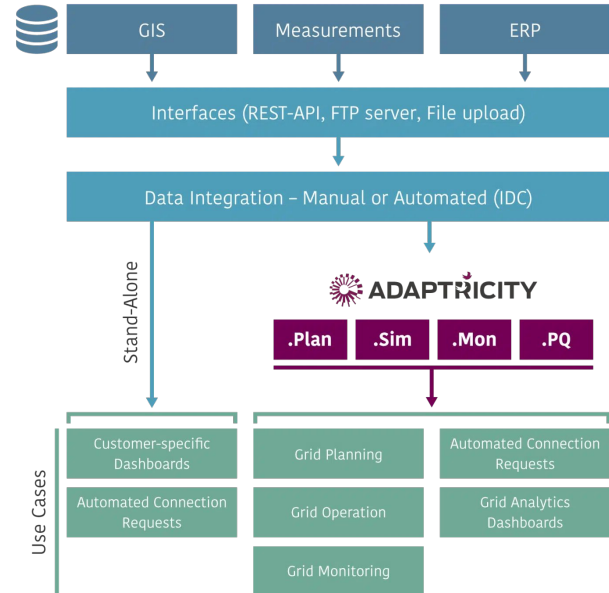 GIS
Measurements
ERP
Interfaces (REST-API, FTP server, File upload)
Data Integration – Manual or Automated (IDC)
Stand-Alone
ADAPTRICITY
.Plan
.Sim
.Mon
.PQ
Use Cases
Customer-specific
Dashboards
Automated Connection
Requests
Grid Planning
Grid Operation
Grid Monitoring
Automated Connection
Requests
Grid Analytics
Dashboards